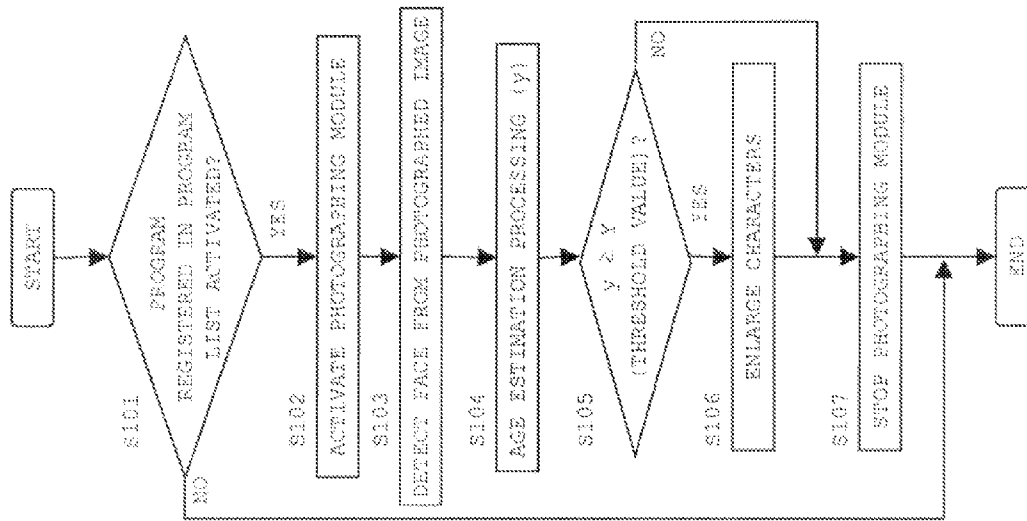 START
S101
PROGRAM
REGISTERED IN PROGRAM
LIST ACTIVATED?
NO
YES
S102
ACTIVATE PHOTOGRAPHING MODULE
S103
DETECT FACE FROM PHOTOGRAPHED IMAGE
S104
AGE ESTIMATION PROCESSING (y)
S105
y ≥ Y
(THRESHOLD VALUE)?
NO
YES
S106
ENLARGE CHARACTERS
S107
STOP PHOTOGRAPHING MODULE
END